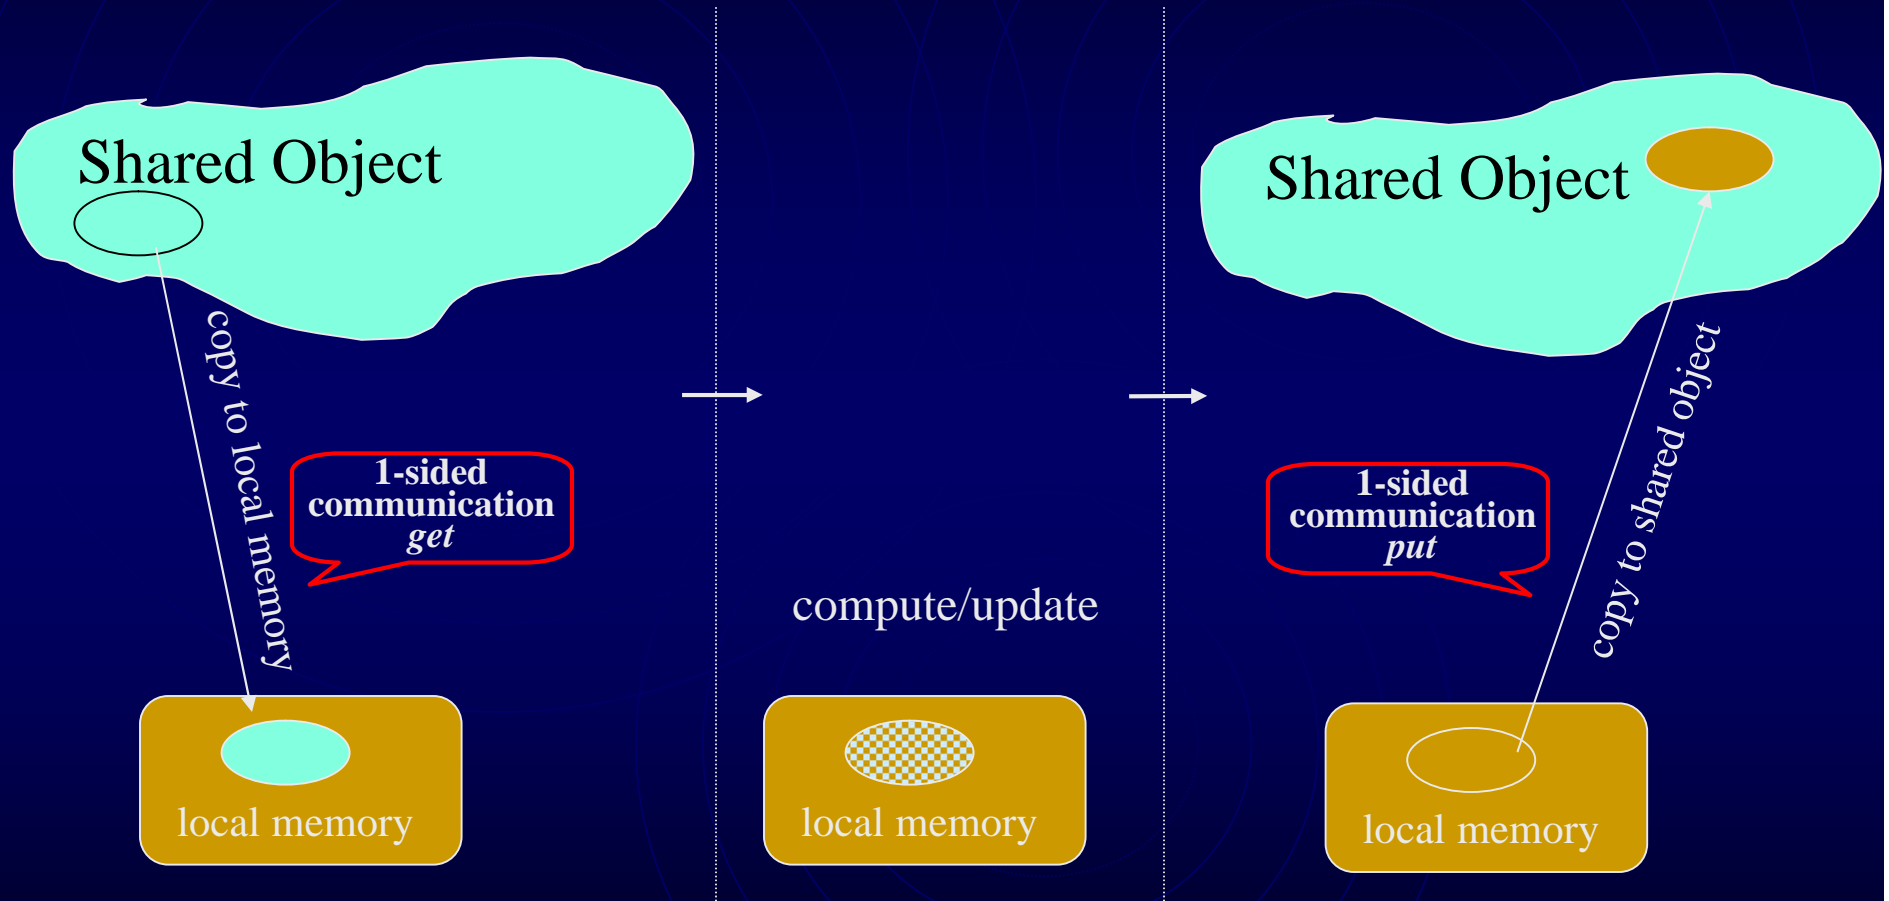 Shared Object
copy to local memory
1-sided
communication
get
local memory
compute/update
local memory
Shared Object
copy to shared object
1-sided
communication
put
local memory